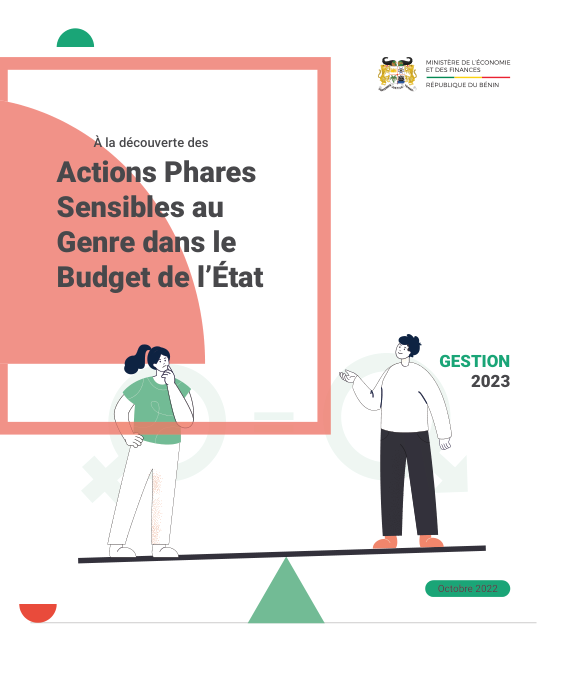 MINISTÈRE DE L'ÉCONOMIE
ET DES FINANCES
RÉPUBLIQUE DU BÉNIN
À la découverte des
Actions Phares
Sensibles au
Genre dans le
Budget de l'État
GESTION
2023
Octobre 2022